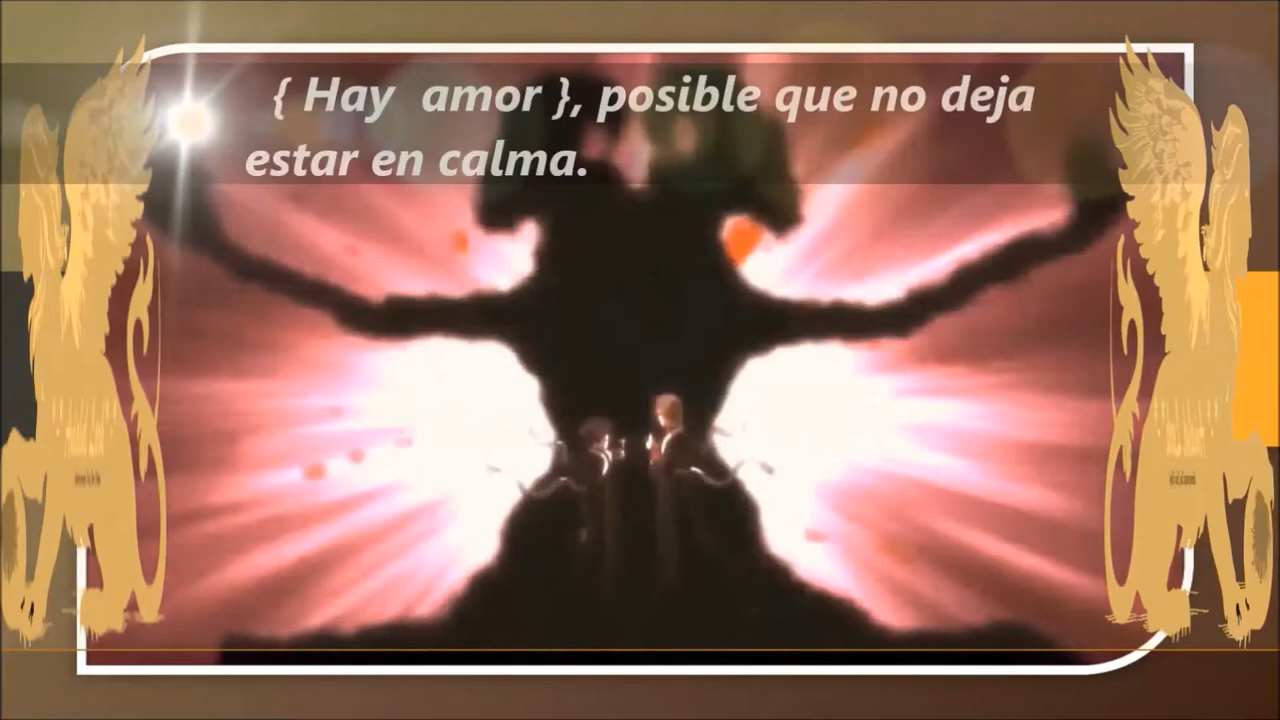 { Hay amor }, posible que no deja
estar en calma.